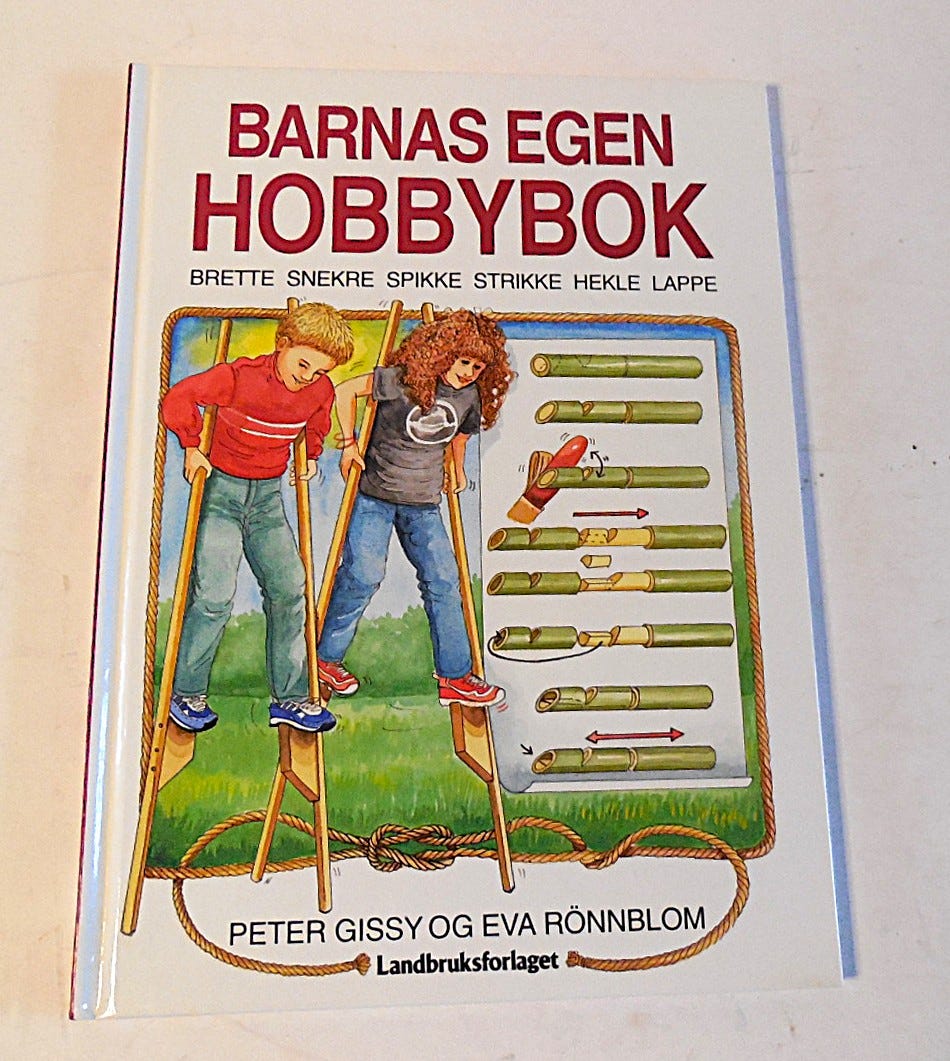 BARNAS EGEN
HOBBYBOK
BRETTE SNEKRE SPIKKE STRIKKE HEKLE LAPPE
PETER GISSY OG EVA RÖNNBLOM
Landbruksforlaget